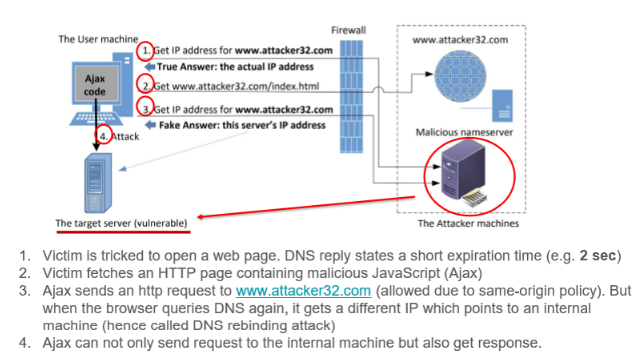 Firewall
The User machine
www.attacker32.com
1. Get IP address for www.attacker32.com
True Answer: the actual IP address
Ajax
code
2. Get www.attacker32.com/index.html
3. Get IP address for www.attacker32.com
Fake Answer: this server's IP address
4. Attack
Malicious nameserver
The target server (vulnerable)
The Attacker machines
1. Victim is tricked to open a web page. DNS reply states a short expiration time (e.g. 2 sec)
2. Victim fetches an HTTP page containing malicious JavaScript (Ajax)
3. Ajax sends an http request to www.attacker32.com (allowed due to same-origin policy). But
when the browser queries DNS again, it gets a different IP which points to an internal
machine (hence called DNS rebinding attack)
4. Ajax can not only send request to the internal machine but also get response.